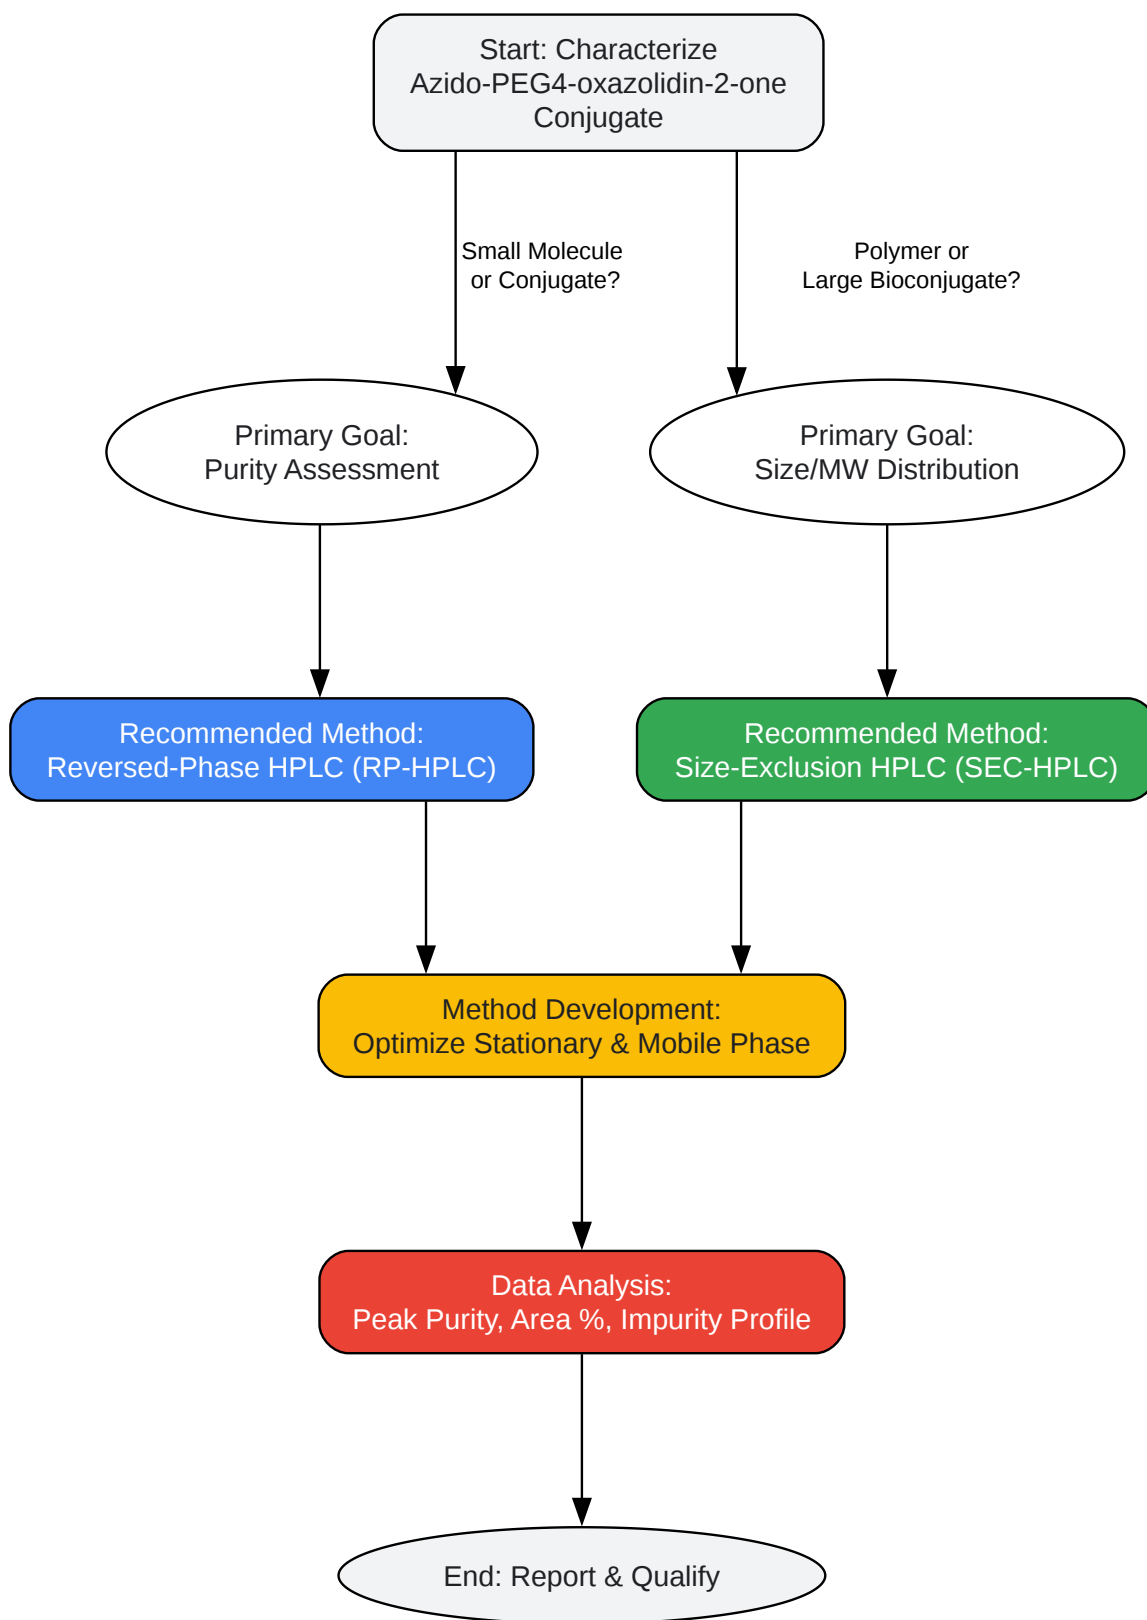 Start: Characterize
Azido-PEG4-oxazolidin-2-one
Conjugate
Small Molecule
or Conjugate?
Polymer or
Large Bioconjugate?
Primary Goal:
Purity Assessment
Primary Goal:
Size/MW Distribution
Recommended Method:
Reversed-Phase HPLC (RP-HPLC)
Recommended Method:
Size-Exclusion HPLC (SEC-HPLC)
Method Development:
Optimize Stationary & Mobile Phase
Data Analysis:
Peak Purity, Area %, Impurity Profile
End: Report & Qualify